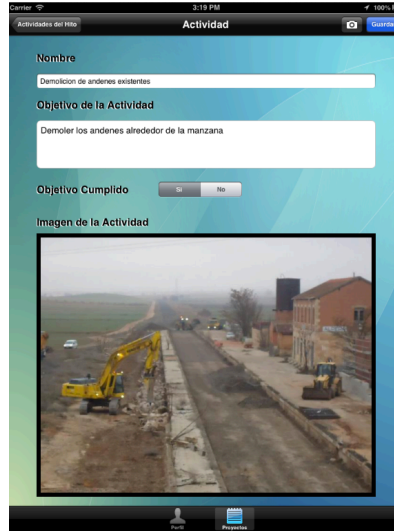 Carrier 3:19 PM 100%
Actividades del Hito Actividad Guarda
Nombre
Demolicion de andenes existentes
Objetivo de la Actividad
Demoler los andenes alrededor de la manzana
Objetivo Cumplido Si No
Imagen de la Actividad
Perfil Proyectos